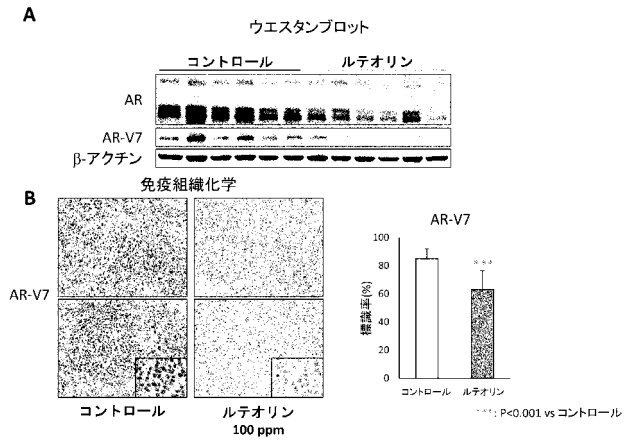 A
ウエスタンブロット
コントロール ルテオリン
AR
AR-V7
β-アクチン
B
免疫組織化学
AR-V7
コントロール
ルテオリン
100 ppm
AR-V7
標識率(%)
100
80
60
40
20
0
***
コントロール ルテオリン
***: P<0.001 vs コントロール